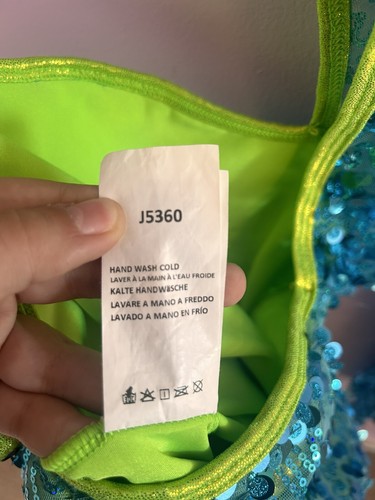 J5360
HAND WASH COLD
LAVER À LA MAIN À L'EAU FROIDE
KALTE HANDWÄSCHE
LAVARE A MANO A FREDDO
LAVADO A MANO EN FRÍO